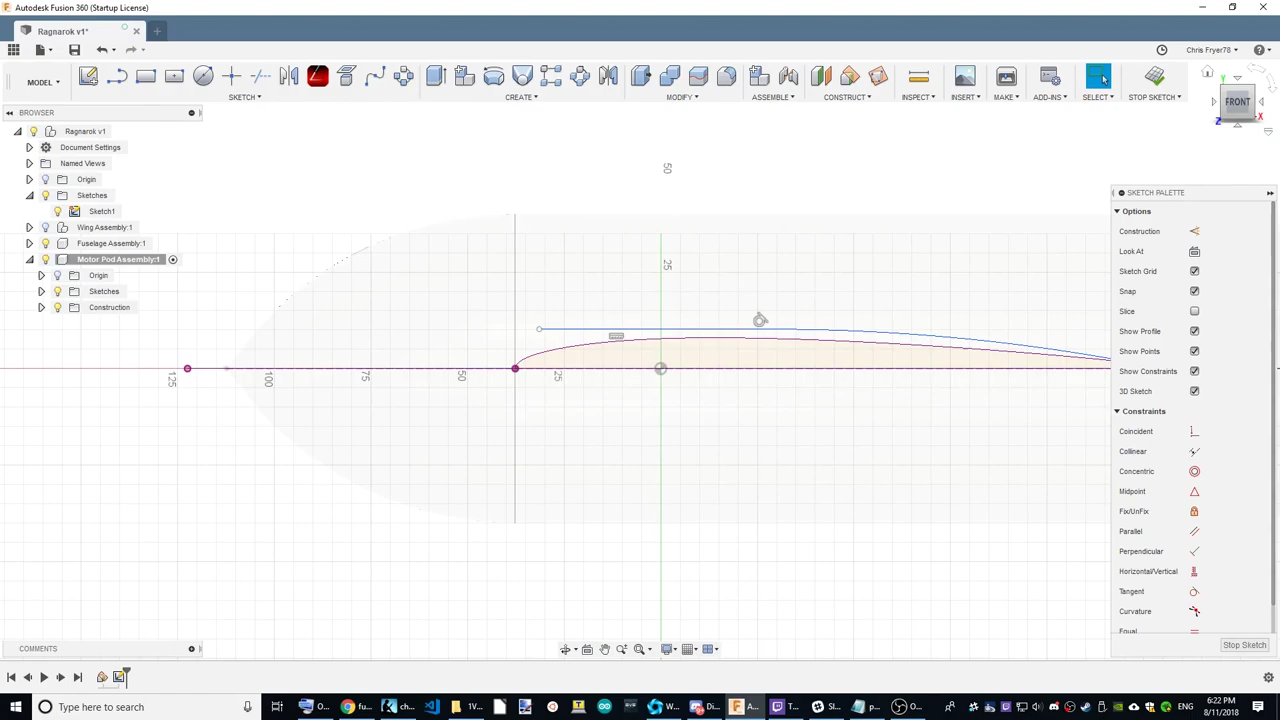 Autodesk Fusion 360 (Startup License)
Ragnarok v1*
Chris Fryer78
MODEL
SKETCH
CREATE
MODIFY
ASSEMBLE
CONSTRUCT
INSPECT
INSERT
MAKE
ADD-INS
SELECT
STOP SKETCH
Y
FRONT
Z
X
BROWSER
Ragnarok v1
Document Settings
Named Views
Origin
Sketches
Sketch1
Wing Assembly:1
Fuselage Assembly:1
Motor Pod Assembly:1
Origin
Sketches
Construction
50
25
125
100
75
50
25
SKETCH PALETTE
Options
Construction
Look At
Sketch Grid
Snap
Slice
Show Profile
Show Points
Show Constraints
3D Sketch
Constraints
Coincident
Collinear
Concentric
Midpoint
Fix/UnFix
Parallel
Perpendicular
Horizontal/Vertical
Tangent
Curvature
Equal
Stop Sketch
COMMENTS
Type here to search
O...
fu...
ch...
1V...
W...
Di...
A...
T...
Sl...
p...
O...
ENG
6:22 PM
8/11/2018